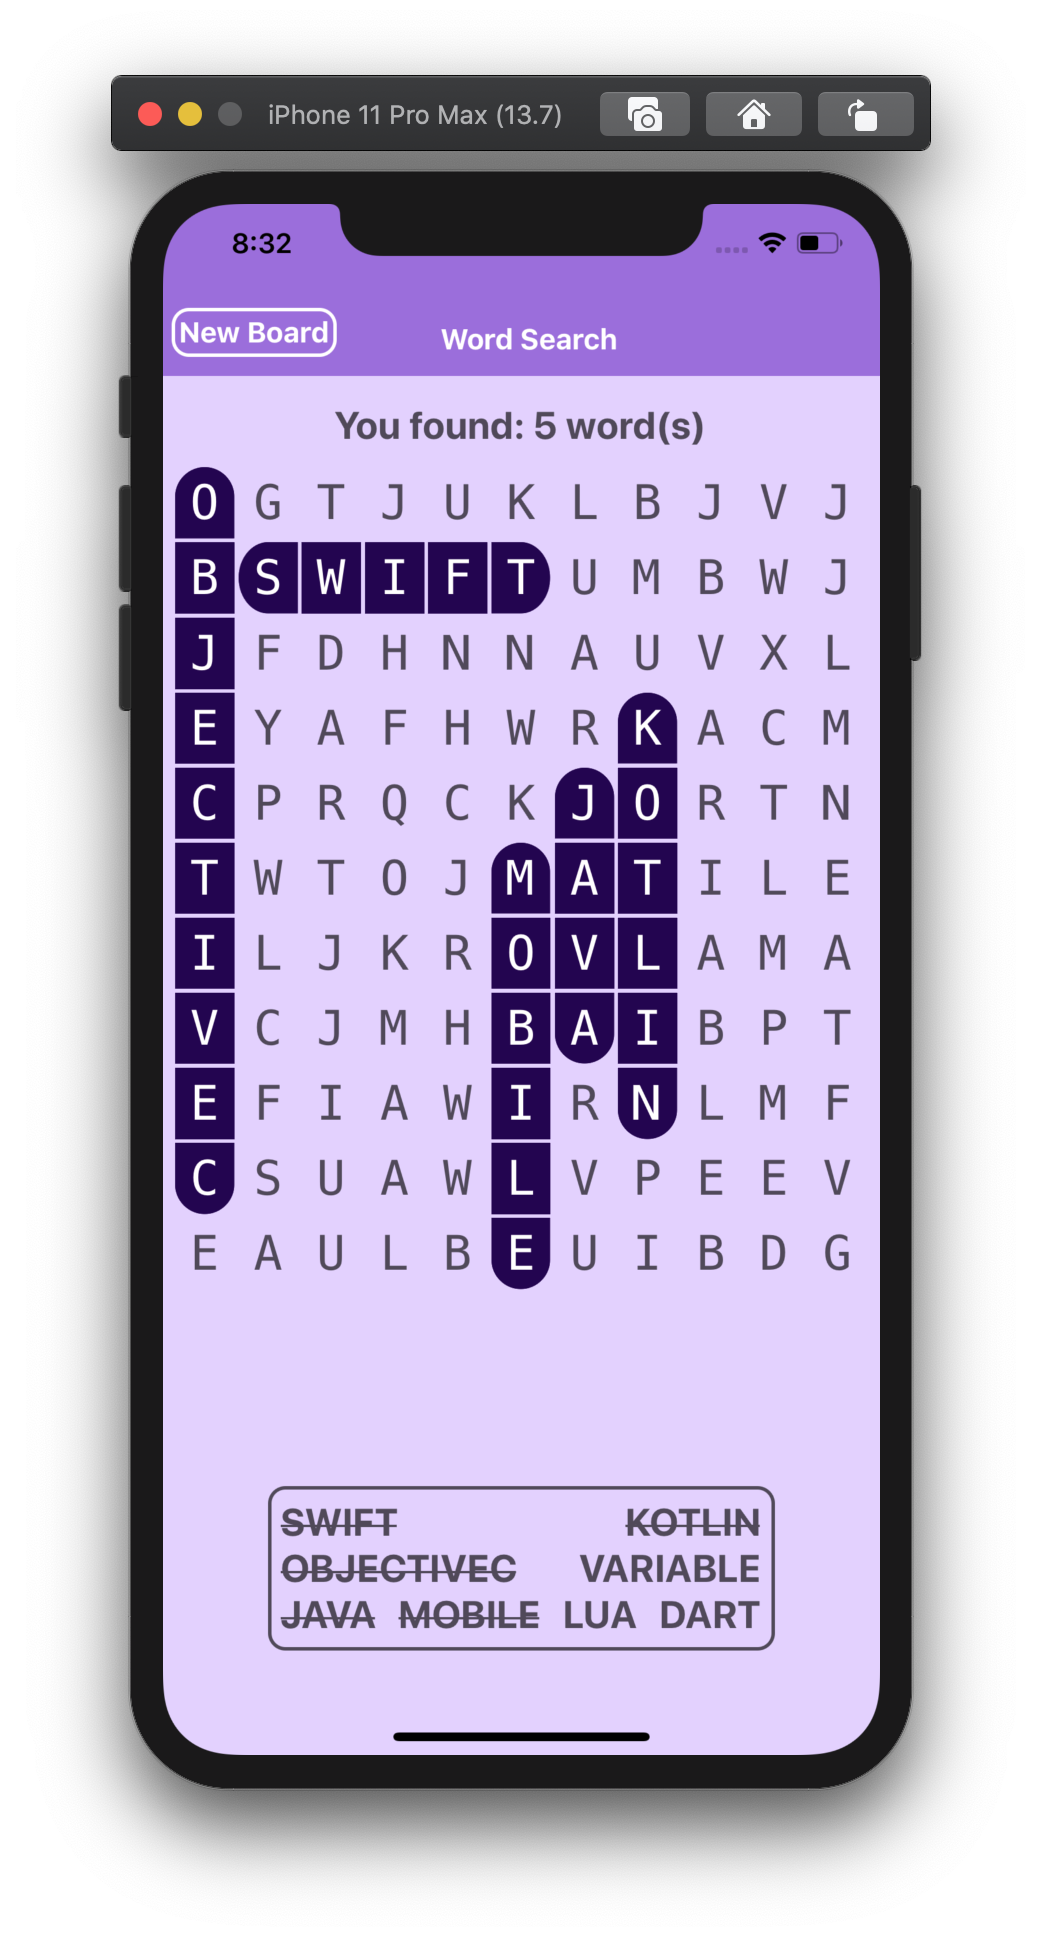 iPhone 11 Pro Max (13.7)
8:32
New Board
Word Search
You found: 5 word(s)
O G T J U K L B J V J
B S W I F T U M B W J
J F D H N N A U V X L
E Y A F H W R K A C M
C P R Q C K J O R T N
T W T O J M A T I L E
I L J K R O V L A M A
V C J M H B A I B P T
E F I A W I R N L M F
C S U A W L V P E E V
E A U L B E U I B D G
SWIFT KOTLIN
OBJECTIVEC VARIABLE
JAVA MOBILE LUA DART